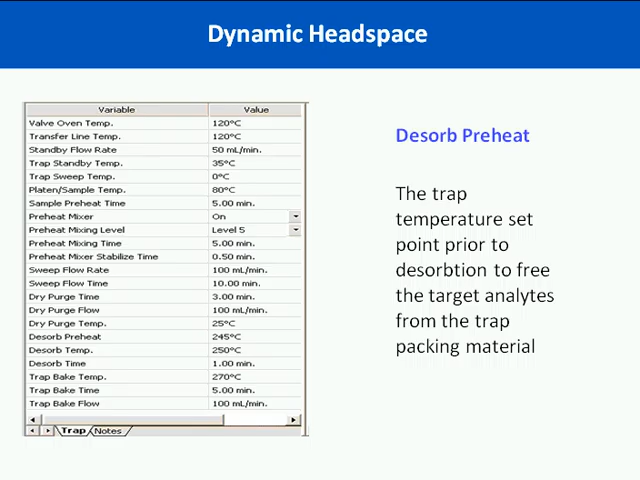 Dynamic Headspace
Variable Value
Valve Oven Temp. 120°C
Transfer Line Temp. 120°C
Standby Flow Rate 50 mL/min.
Trap Standby Temp. 35°C
Trap Sweep Temp. 0°C
Platen/Sample Temp. 80°C
Sample Preheat Time 5.00 min.
Preheat Mixer On
Preheat Mixing Level Level 5
Preheat Mixing Time 5.00 min.
Preheat Mixer Stabilize Time 0.50 min.
Sweep Flow Rate 100 mL/min.
Sweep Flow Time 10.00 min.
Dry Purge Time 3.00 min.
Dry Purge Flow 100 mL/min.
Dry Purge Temp. 25°C
Desorb Preheat 245°C
Desorb Temp. 250°C
Desorb Time 1.00 min.
Trap Bake Temp. 270°C
Trap Bake Time 5.00 min.
Trap Bake Flow 100 mL/min.
Trap Notes
Desorb Preheat
The trap
temperature set
point prior to
desorbtion to free
the target analytes
from the trap
packing material